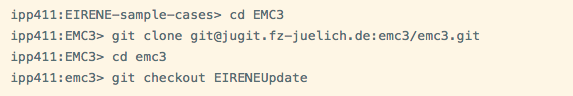 ipp411:EIRENE-sample-cases> cd EMC3
ipp411:EMC3> git clone git@jugit.fz-juelich.de:emc3/emc3.git
ipp411:EMC3> cd emc3
ipp411:emc3> git checkout EIRENEUpdate